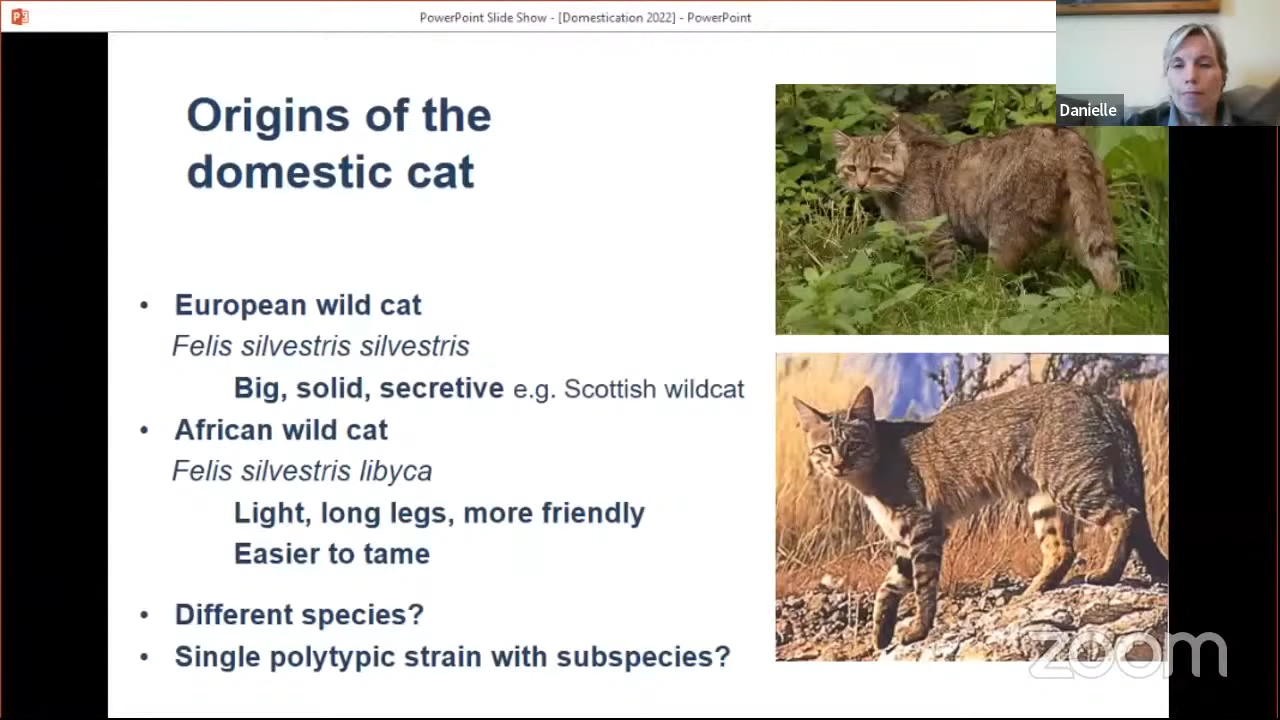 PowerPoint Slide Show - [Domestication 2022] - PowerPoint
Danielle
Origins of the
domestic cat
• European wild cat
Felis silvestris silvestris
Big, solid, secretive e.g. Scottish wildcat
• African wild cat
Felis silvestris libyca
Light, long legs, more friendly
Easier to tame
• Different species?
• Single polytypic strain with subspecies?
zoom